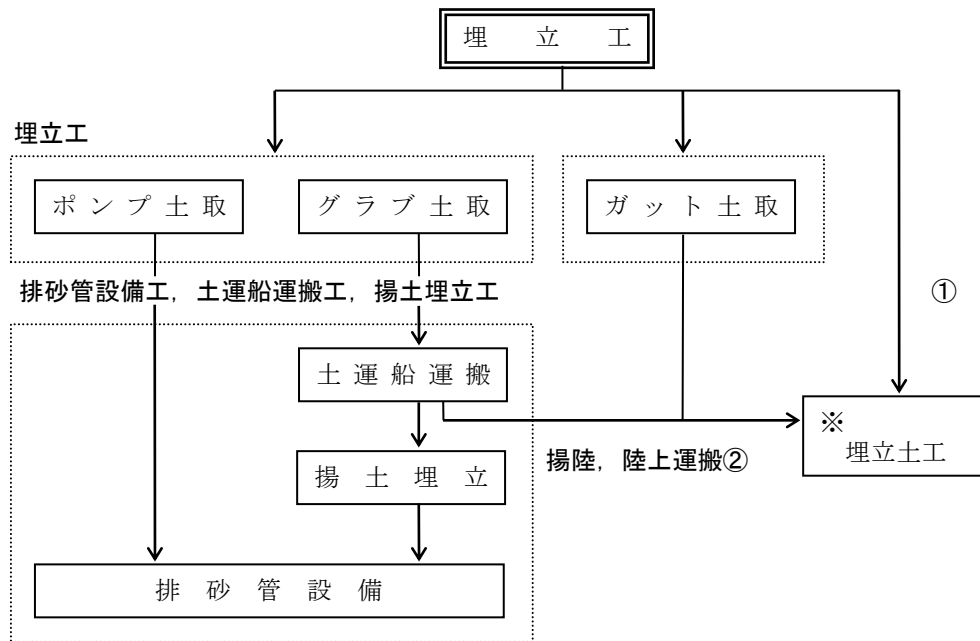 埋立工
埋立工
ポンプ土取
グラブ土取
ガット土取
排砂管設備工，土運船運搬工，揚土埋立工
①
土運船運搬
※
埋立土工
揚土埋立
揚陸，陸上運搬②
排砂管設備